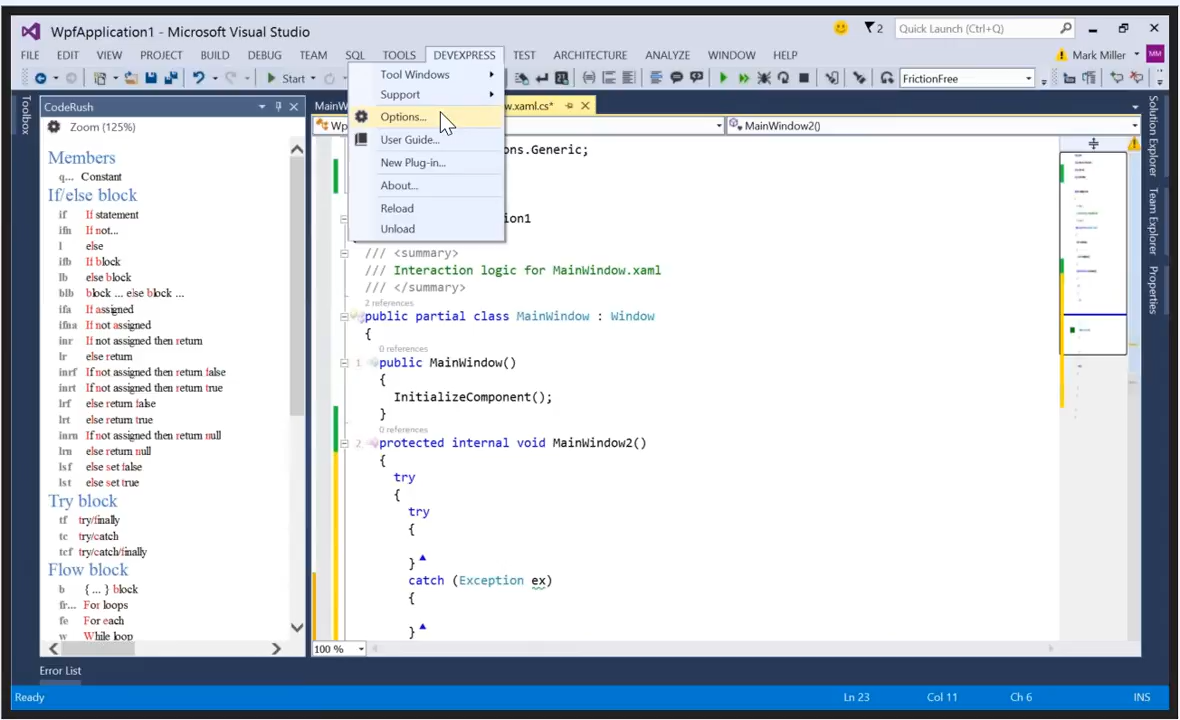 WpfApplication1 - Microsoft Visual Studio
2
Quick Launch (Ctrl+Q)
FILE EDIT VIEW PROJECT BUILD DEBUG TEAM SQL TOOLS DEVEXPRESS TEST ARCHITECTURE ANALYZE WINDOW HELP
Mark Miller MM
Start
FrictionFree
Tool Windows
Support
Options...
User Guide...
New Plug-in...
About...
Reload
Unload
Toolbox
CodeRush
Zoom (125%)
Members
q... Constant
If/else block
if If statement
ifn If not...
l else
ifb If block
lb else block
blb block ... else block ...
ifa If assigned
ifna If not assigned
inr If not assigned then return
lr else return
inrf If not assigned then return false
inrt If not assigned then return true
lrf else return false
lrt else return true
inrn If not assigned then return null
lrn else return null
lsf else set false
lst else set true
Try block
tf try/finally
tc try/catch
tcf try/catch/finally
Flow block
b { ... } block
fr... For loops
fe For each
w While loop
MainW
w.xaml.cs*
Wp
MainWindow2()
ons.Generic;
on1
/// <summary>
/// Interaction logic for MainWindow.xaml
/// </summary>
2 references
public partial class MainWindow : Window
{
0 references
1 public MainWindow()
{
InitializeComponent();
}
0 references
2 protected internal void MainWindow2()
{
try
{
try
{
}
catch (Exception ex)
{
}
100 %
Solution Explorer
Team Explorer
Properties
Error List
Ready
Ln 23
Col 11
Ch 6
INS